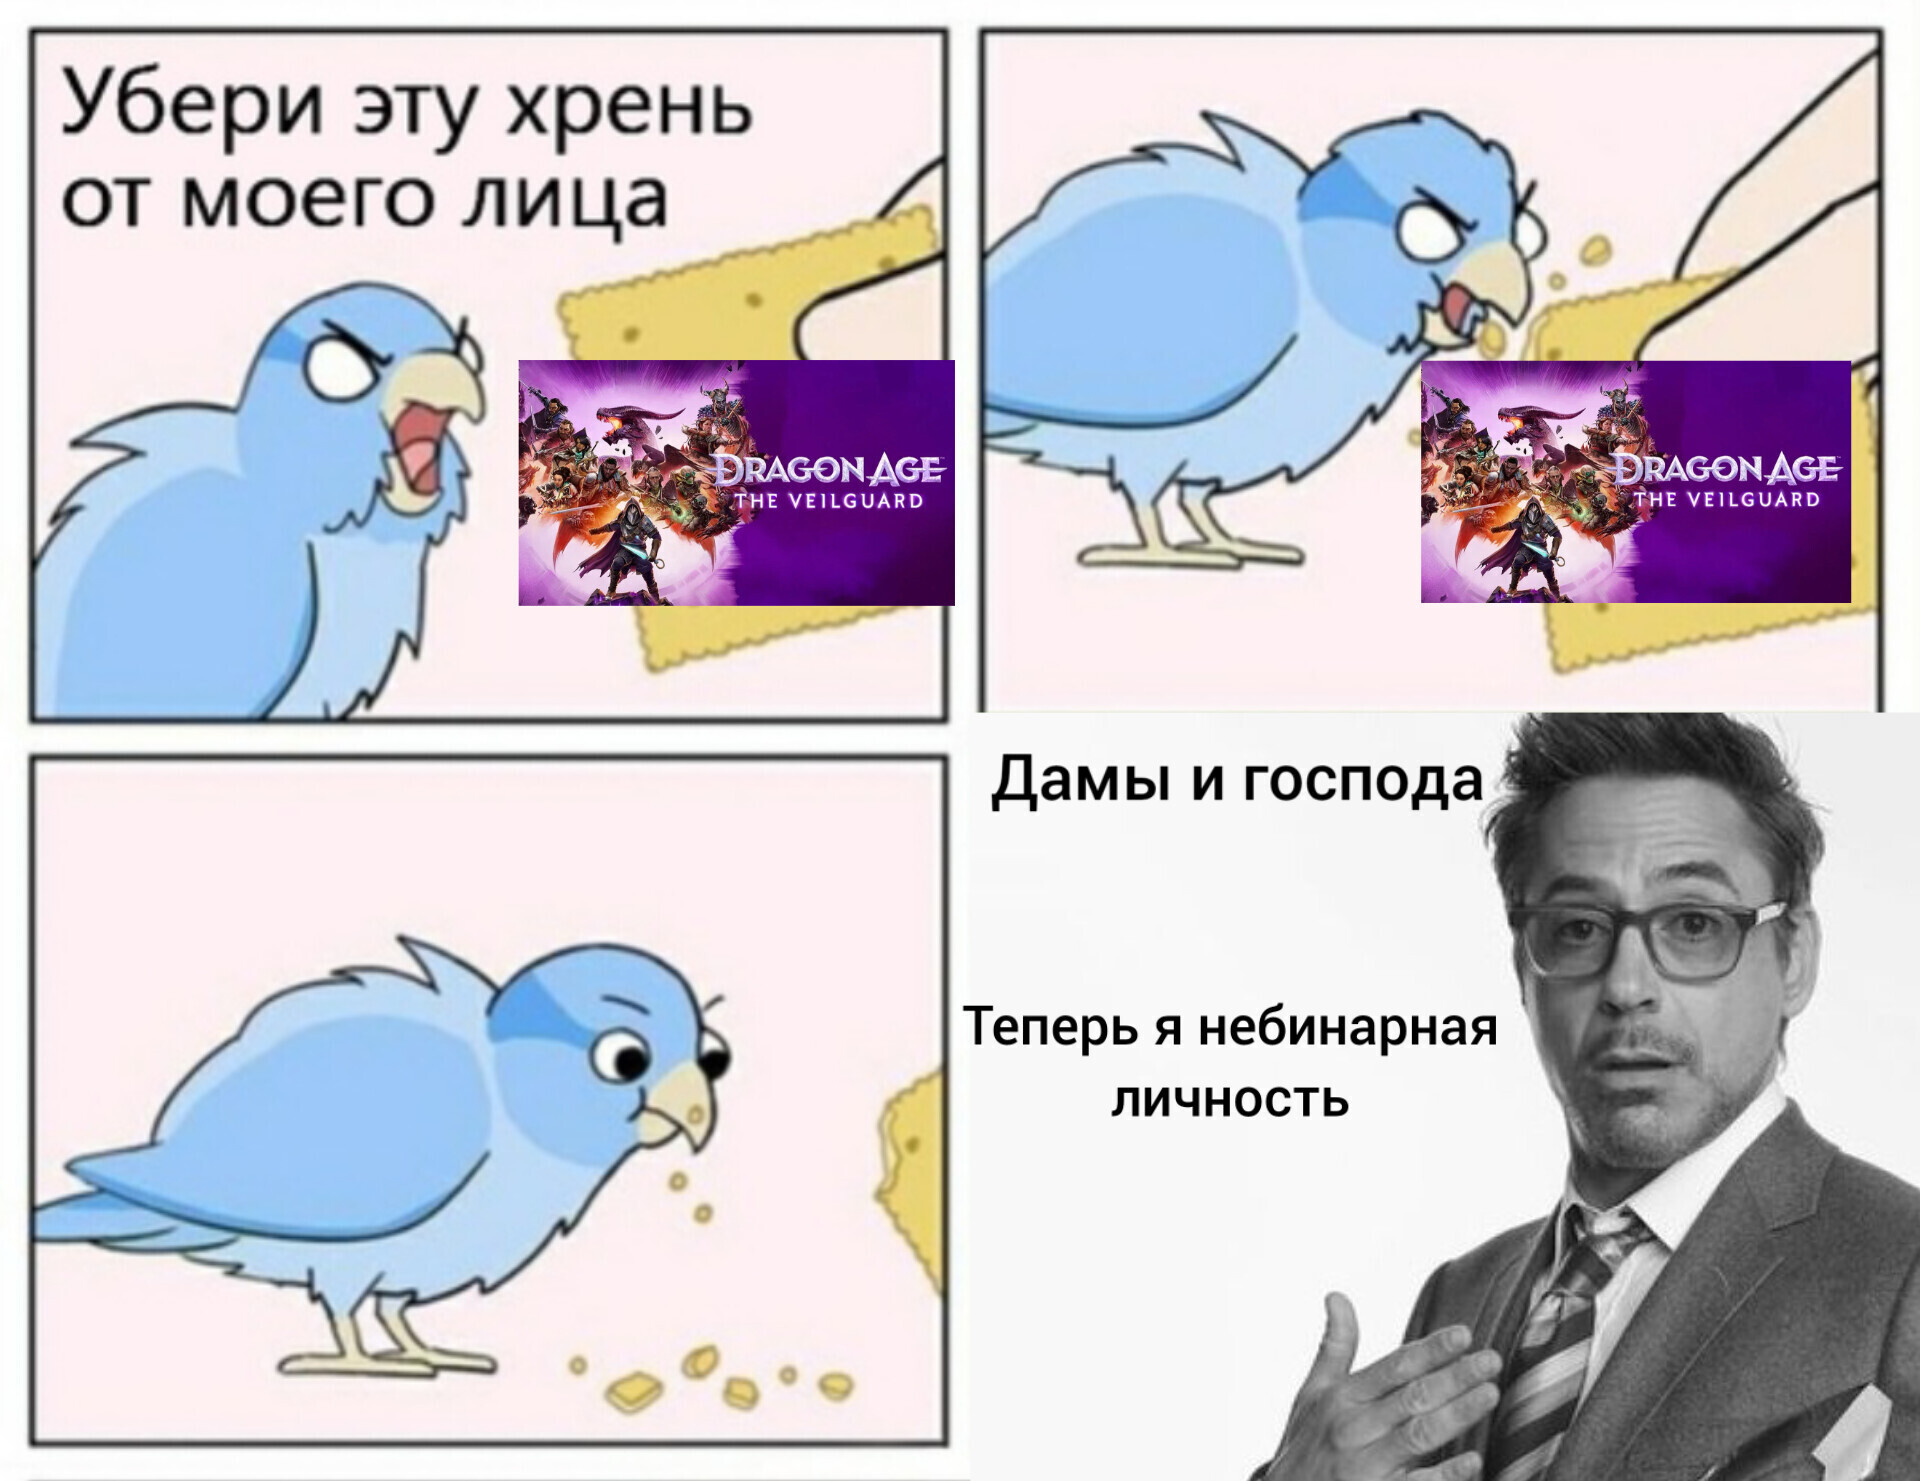 Убери эту хрень
от моего лица
DRAGON AGE
THE VEILGUARD
DRAGON AGE
THE VEILGUARD
Дамы и господа
Теперь я небинарная
личность